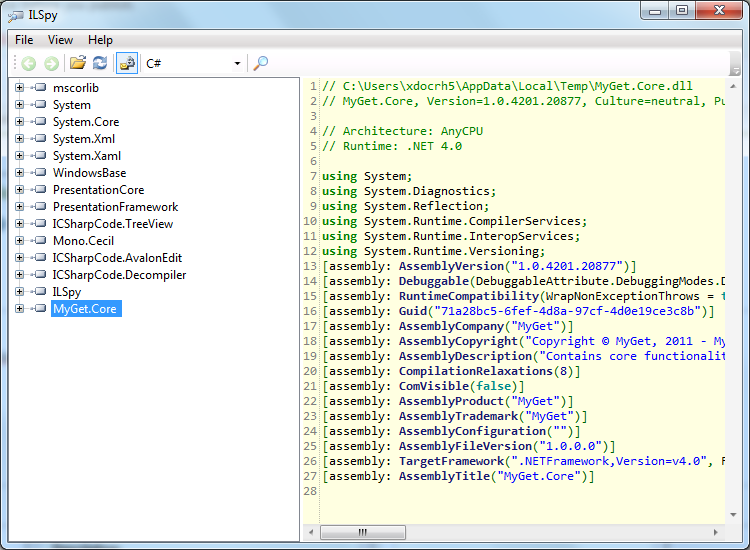 ILSpy
File View Help
C#
mscorlib
System
System.Core
System.Xml
System.Xaml
WindowsBase
PresentationCore
PresentationFramework
ICSharpCode.TreeView
Mono.Cecil
ICSharpCode.AvalonEdit
ICSharpCode.Decompiler
ILSpy
MyGet.Core
1 // C:\Users\xdocrh5\AppData\Local\Temp\MyGet.Core.dll
2 // MyGet.Core, Version=1.0.4201.20877, Culture=neutral, Pu
3
4 // Architecture: AnyCPU
5 // Runtime: .NET 4.0
6
7 using System;
8 using System.Diagnostics;
9 using System.Reflection;
10 using System.Runtime.CompilerServices;
11 using System.Runtime.InteropServices;
12 using System.Runtime.Versioning;
13 [assembly: AssemblyVersion("1.0.4201.20877")]
14 [assembly: Debuggable(DebuggableAttribute.DebuggingModes.D
15 [assembly: RuntimeCompatibility(WrapNonExceptionThrows = t
16 [assembly: Guid("71a28bc5-6fef-4d8a-97cf-4d0e19ce3c8b")]
17 [assembly: AssemblyCompany("MyGet")]
18 [assembly: AssemblyCopyright("Copyright © MyGet, 2011 - My
19 [assembly: AssemblyDescription("Contains core functionalit
20 [assembly: CompilationRelaxations(8)]
21 [assembly: ComVisible(false)]
22 [assembly: AssemblyProduct("MyGet")]
23 [assembly: AssemblyTrademark("MyGet")]
24 [assembly: AssemblyConfiguration("")]
25 [assembly: AssemblyFileVersion("1.0.0.0")]
26 [assembly: TargetFramework(".NETFramework,Version=v4.0", F
27 [assembly: AssemblyTitle("MyGet.Core")]
28